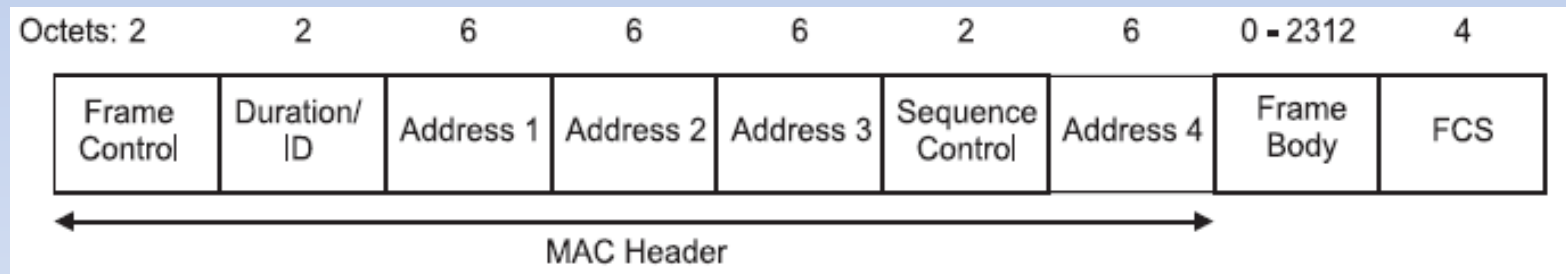 Octets: 2 2 6 6 6 2 6 0 - 2312 4
Frame Control Duration/ ID Address 1 Address 2 Address 3 Sequence Control Address 4 Frame Body FCS
MAC Header